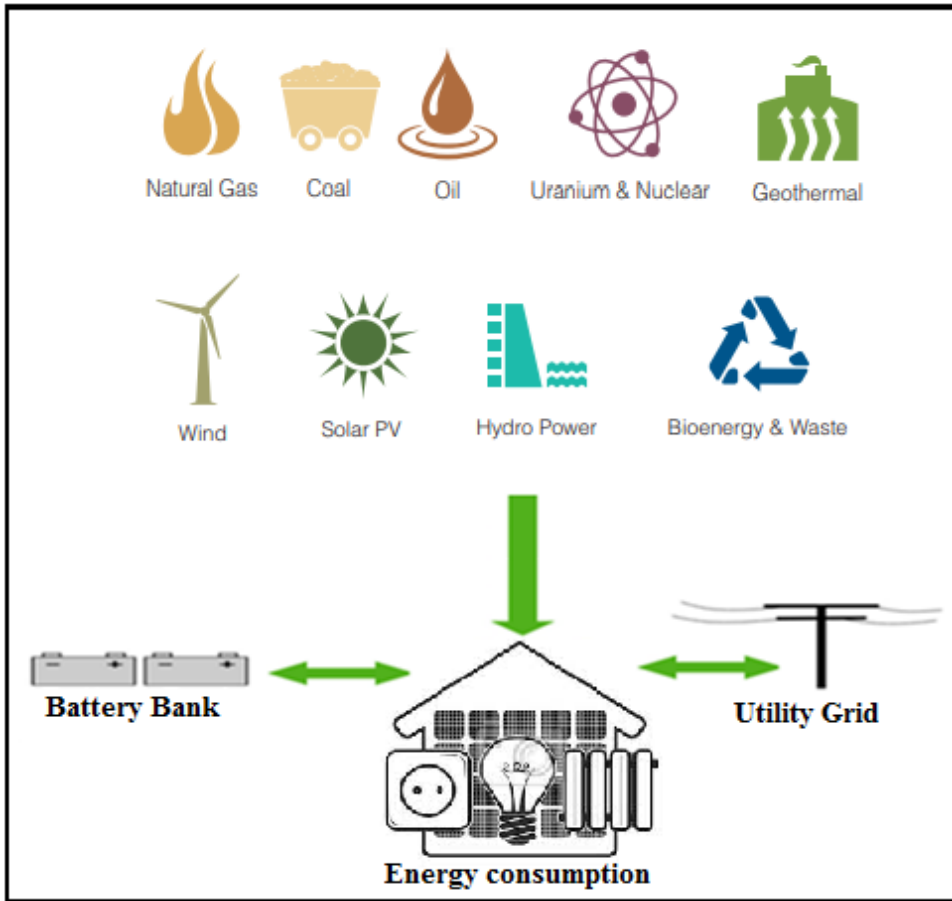 Natural Gas
Coal
Oil
Uranium & Nuclear
Geothermal
Wind
Solar PV
Hydro Power
Bioenergy & Waste
Battery Bank
Utility Grid
Energy consumption